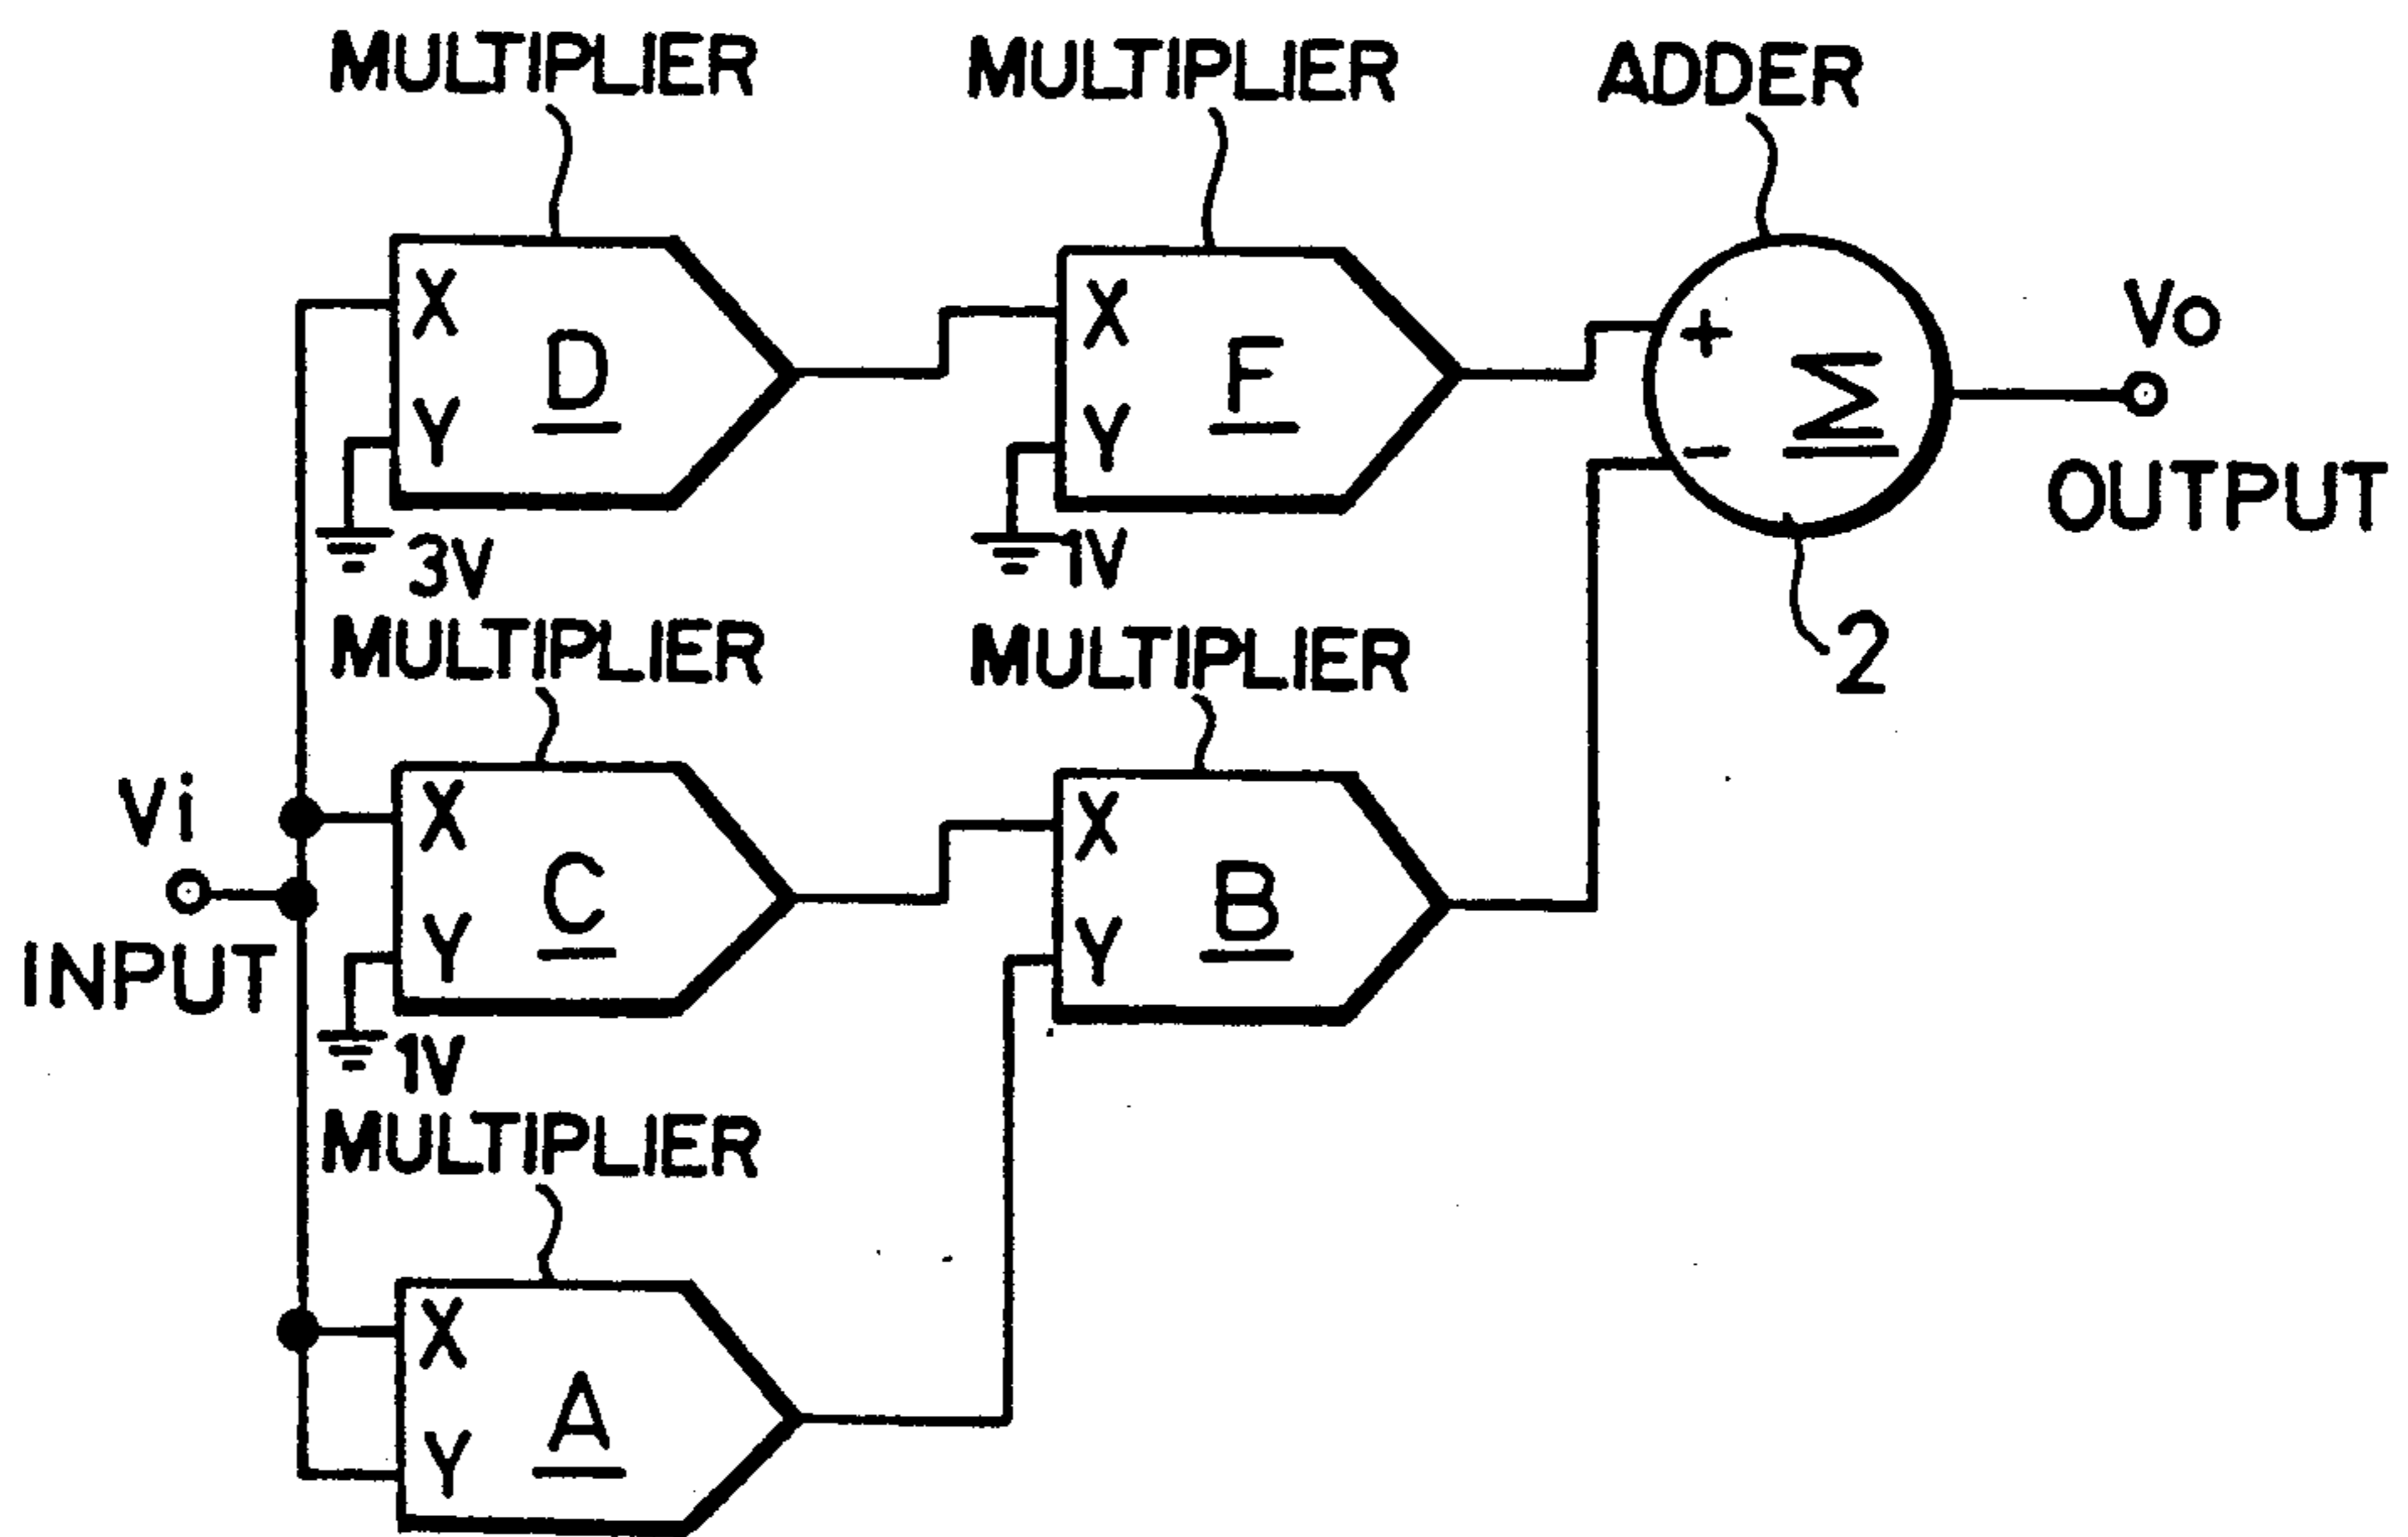 MULTIPLIER
MULTIPLIER
ADDER
X
D
Y
3V
X
F
Y
1V
+
Σ
-
Vo
OUTPUT
2
MULTIPLIER
MULTIPLIER
Vi
INPUT
X
C
Y
1V
X
B
Y
MULTIPLIER
X
A
Y